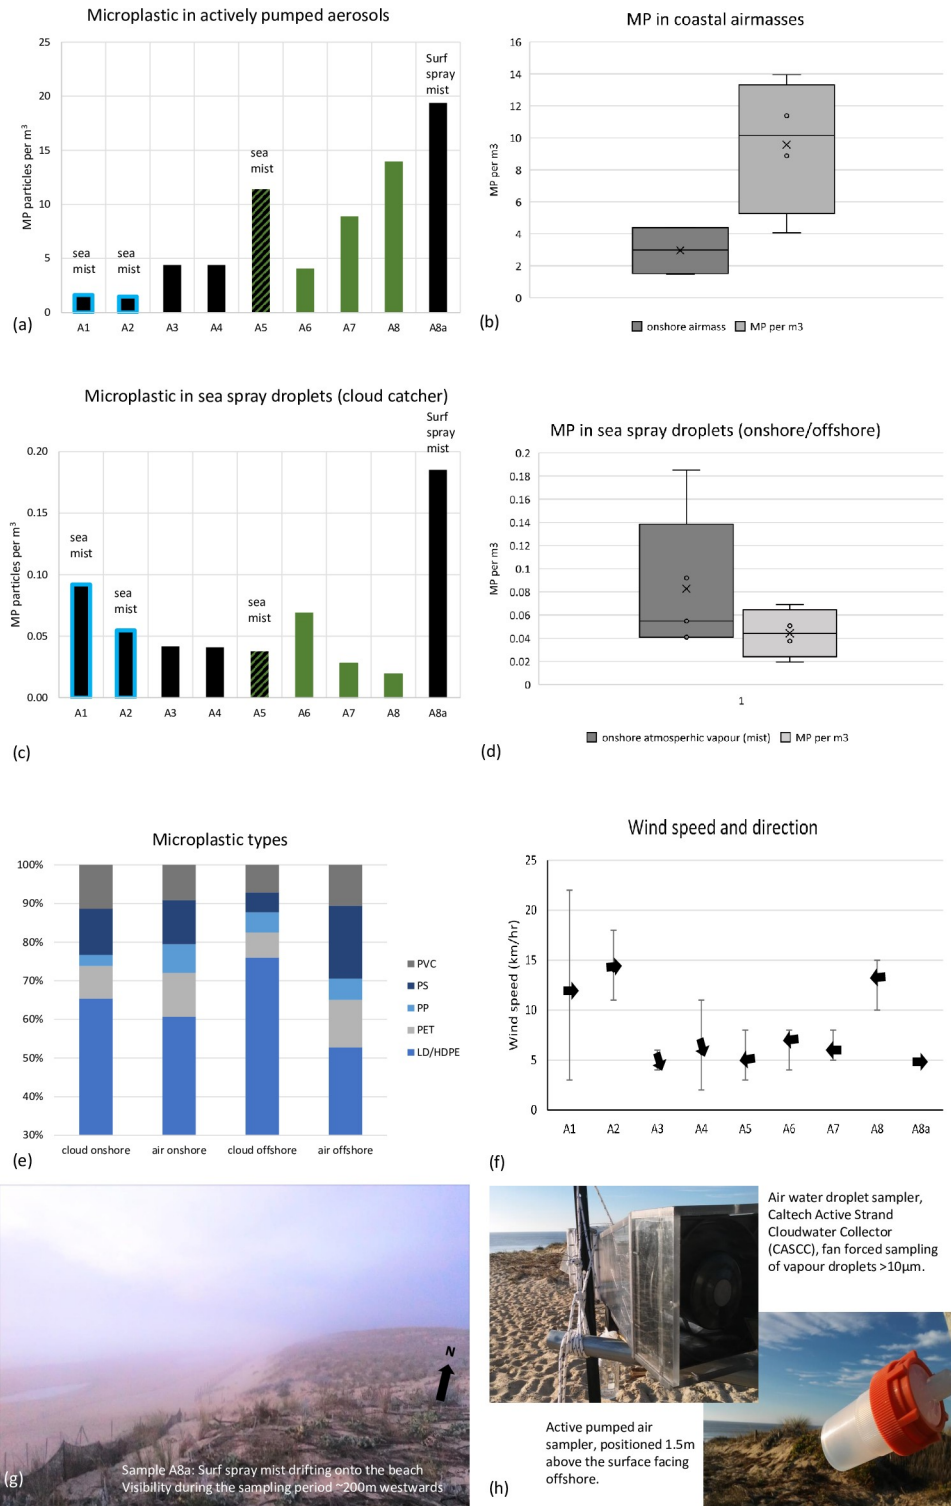 Microplastic in actively pumped aerosols
MP particles per m³
25
20
15
10
5
0
sea
mist
sea
mist
sea
mist
Surf
spray
mist
A1 A2 A3 A4 A5 A6 A7 A8 A8a
(a)
MP in coastal airmasses
MP per m3
16
14
12
10
8
6
4
2
0
onshore airmass MP per m3
(b)
Microplastic in sea spray droplets (cloud catcher)
MP particles per m³
0.20
0.15
0.10
0.05
0.00
sea
mist
sea
mist
sea
mist
Surf
spray
mist
A1 A2 A3 A4 A5 A6 A7 A8 A8a
(c)
MP in sea spray droplets (onshore/offshore)
MP per m3
0.2
0.18
0.16
0.14
0.12
0.1
0.08
0.06
0.04
0.02
0
1
onshore atmosperhic vapour (mist) MP per m3
(d)
Microplastic types
100%
90%
80%
70%
60%
50%
40%
30%
PVC
PS
PP
PET
LD/HDPE
cloud onshore air onshore cloud offshore air offshore
(e)
Wind speed and direction
Wind speed (km/hr)
25
20
15
10
5
0
A1 A2 A3 A4 A5 A6 A7 A8 A8a
(f)
N
Sample A8a: Surf spray mist drifting onto the beach
Visibility during the sampling period ~200m westwards
(g)
Air water droplet sampler,
Caltech Active Strand
Cloudwater Collector
(CASCC), fan forced sampling
of vapour droplets >10µm.
Active pumped air
sampler, positioned 1.5m
above the surface facing
offshore.
(h)